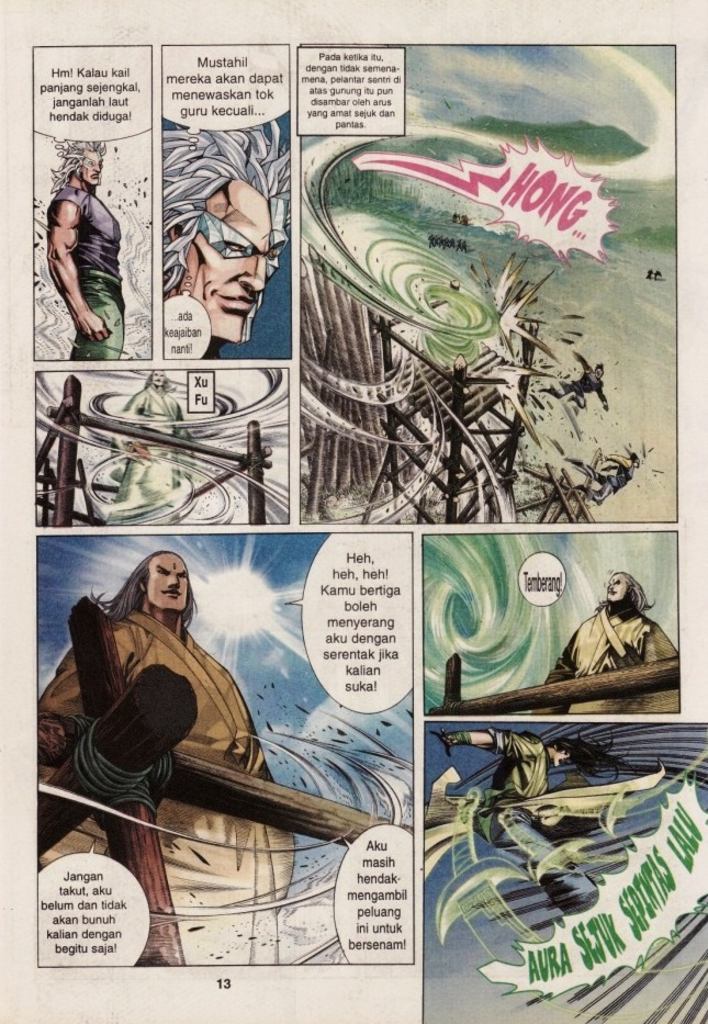 Hm! Kalau kail
panjang sejengkal,
janganlah laut
hendak diduga!
Mustahil
mereka akan dapat
menewaskan tok
guru kecuali...
...ada
keajaiban
nanti!
Pada ketika itu,
dengan tidak semena-
mena, pelantar sentri di
atas gunung itu pun
disambar oleh arus
yang amat sejuk dan
pantas.
HONG...
Xu
Fu
Heh,
heh, heh!
Kamu bertiga
boleh
menyerang
aku dengan
serentak jika
kalian
suka!
Jangan
takut, aku
belum dan tidak
akan bunuh
kalian dengan
begitu saja!
Aku
masih
hendak
mengambil
peluang
ini untuk
bersenam!
Temberang!
AURA SEJUK SEPINTAS LALU
13